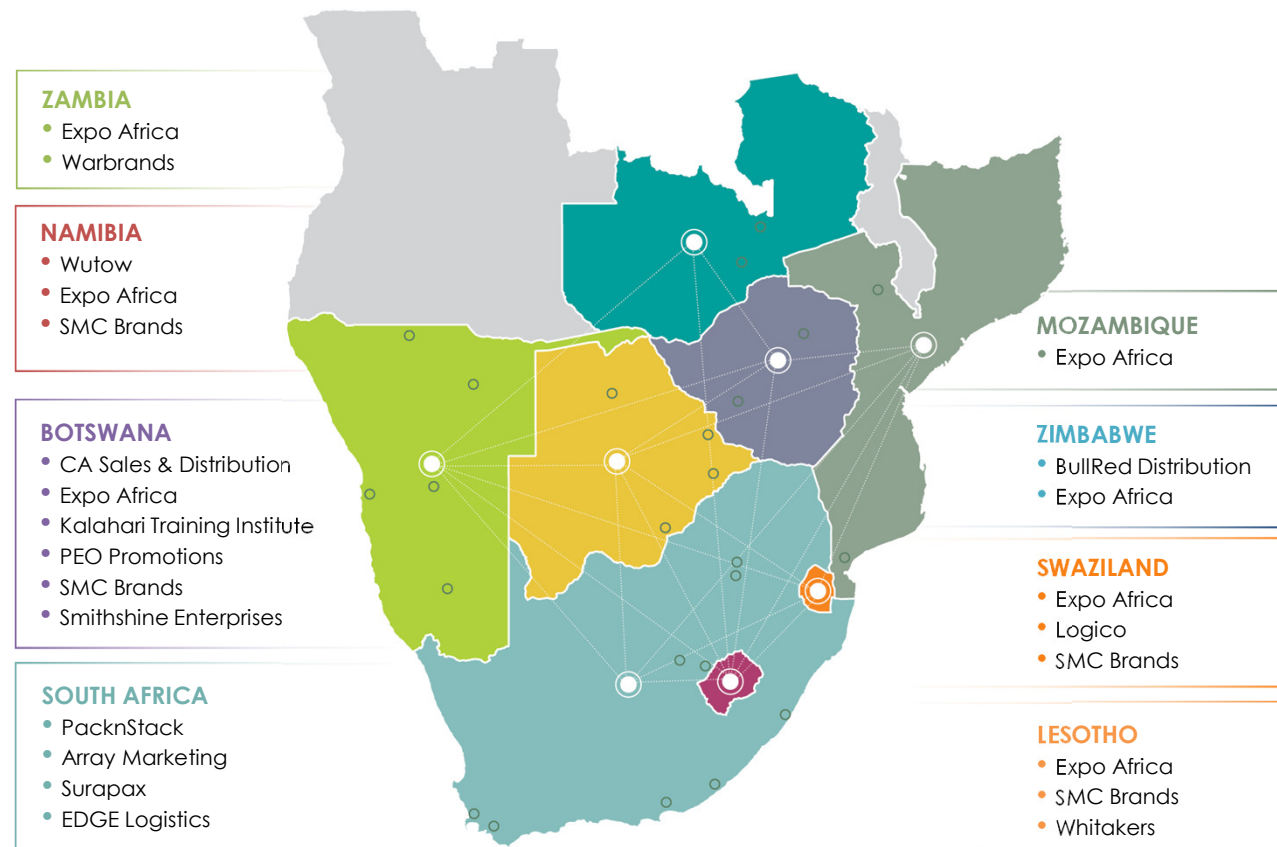 ZAMBIA
• Expo Africa
• Warbrands
NAMIBIA
• Wutow
• Expo Africa
• SMC Brands
BOTSWANA
• CA Sales & Distribution
• Expo Africa
• Kalahari Training Institute
• PEO Promotions
• SMC Brands
• Smithshine Enterprises
SOUTH AFRICA
• PacknStack
• Array Marketing
• Surapax
• EDGE Logistics
MOZAMBIQUE
• Expo Africa
ZIMBABWE
• BullRed Distribution
• Expo Africa
SWAZILAND
• Expo Africa
• Logico
• SMC Brands
LESOTHO
• Expo Africa
• SMC Brands
• Whitakers